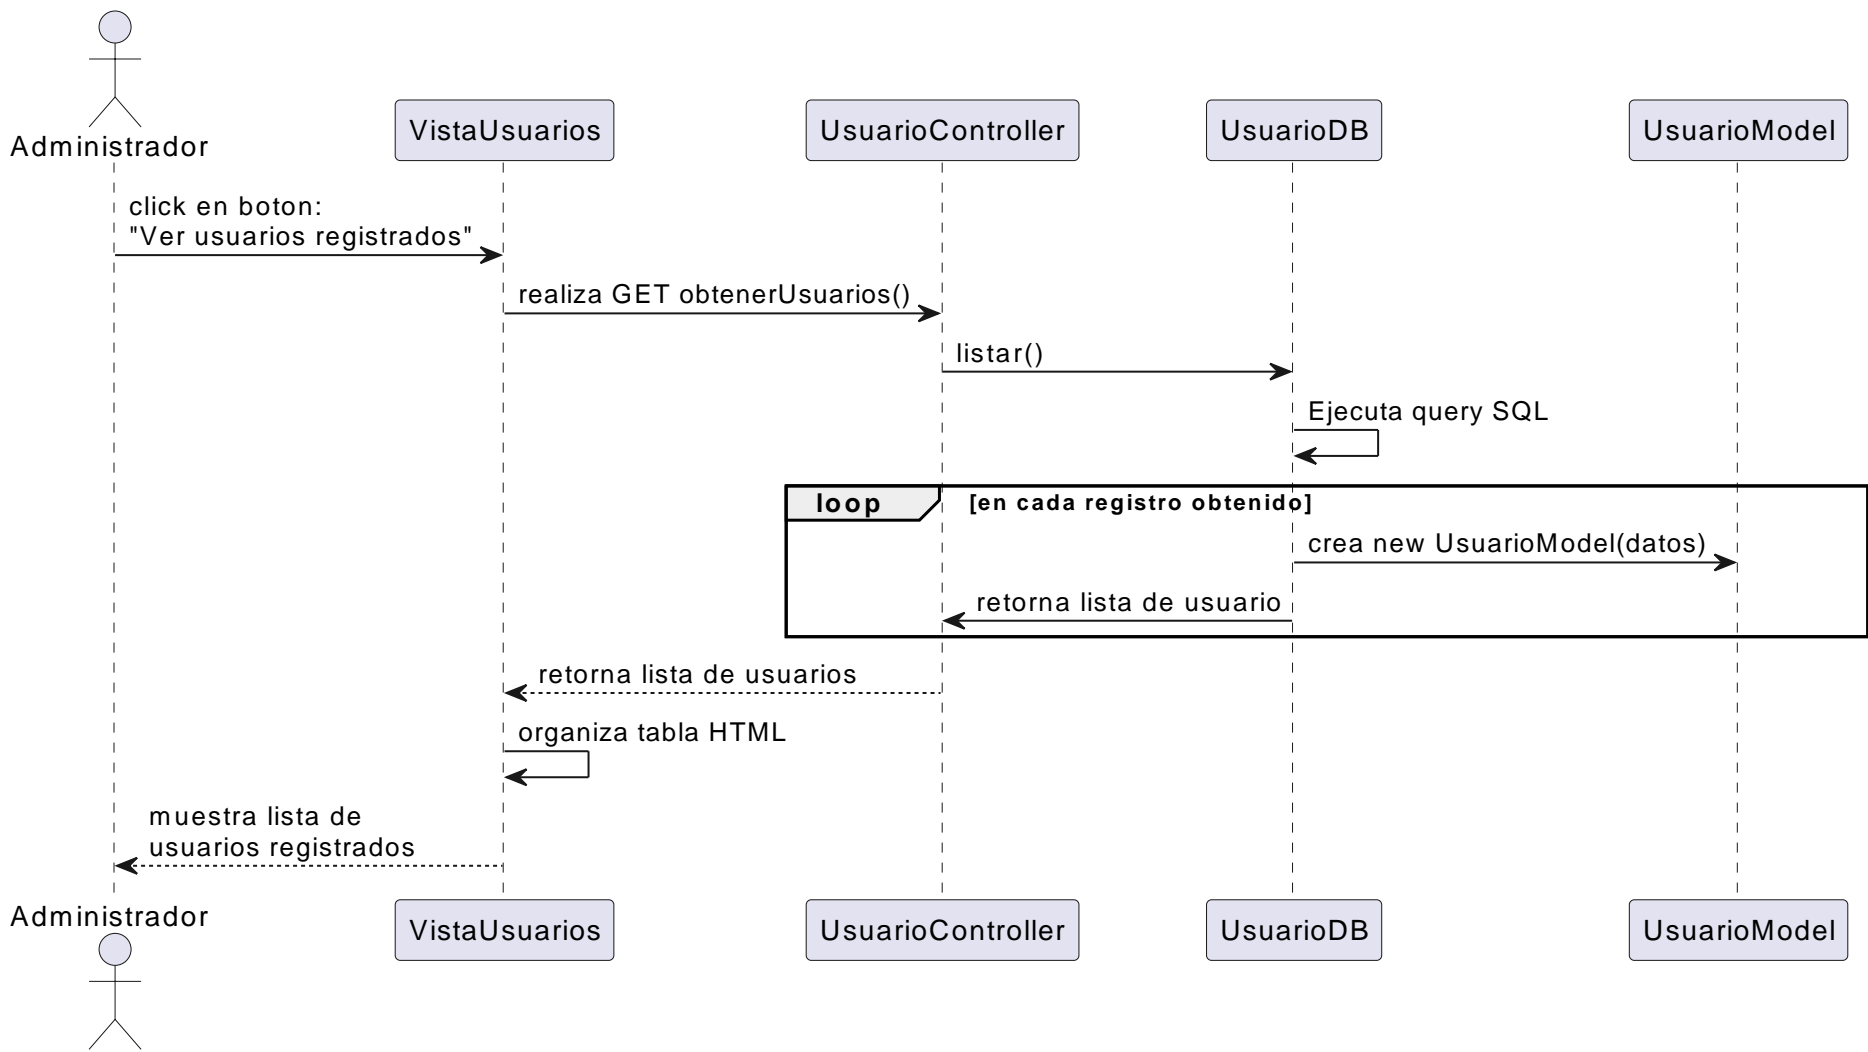 Administrador
VistaUsuarios
UsuarioController
UsuarioDB
UsuarioModel
click en boton:
"Ver usuarios registrados"
realiza GET obtenerUsuarios()
listar()
Ejecuta query SQL
loop
[en cada registro obtenido]
crea new UsuarioModel(datos)
retorna lista de usuario
retorna lista de usuarios
organiza tabla HTML
muestra lista de
usuarios registrados
Administrador
VistaUsuarios
UsuarioController
UsuarioDB
UsuarioModel